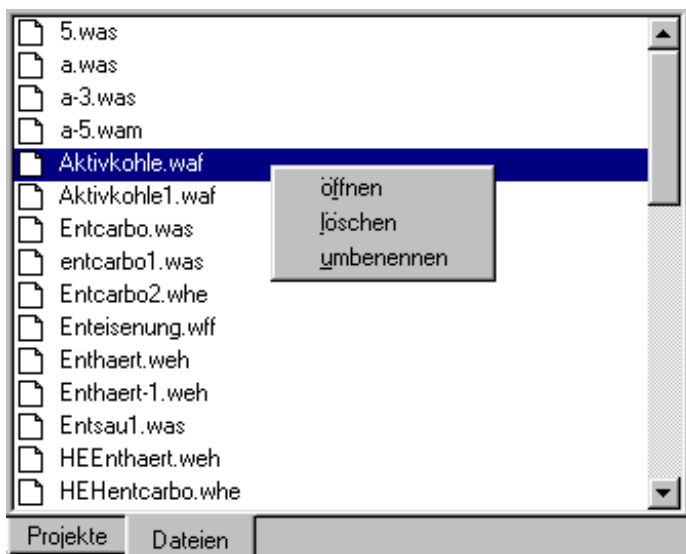 5.was
a.was
a-3.was
a-5.wam
Aktivkohle.waf
Aktivkohle1.waf
Entcarbo.was
entcarbo1.was
Entcarbo2.whe
Enteisenung.wff
Enthaert.weh
Enthaert-1.weh
Entsau1.was
HEEnthaert.weh
HEHentcarbo.whe
öffnen
löschen
umbenennen
Projekte
Dateien